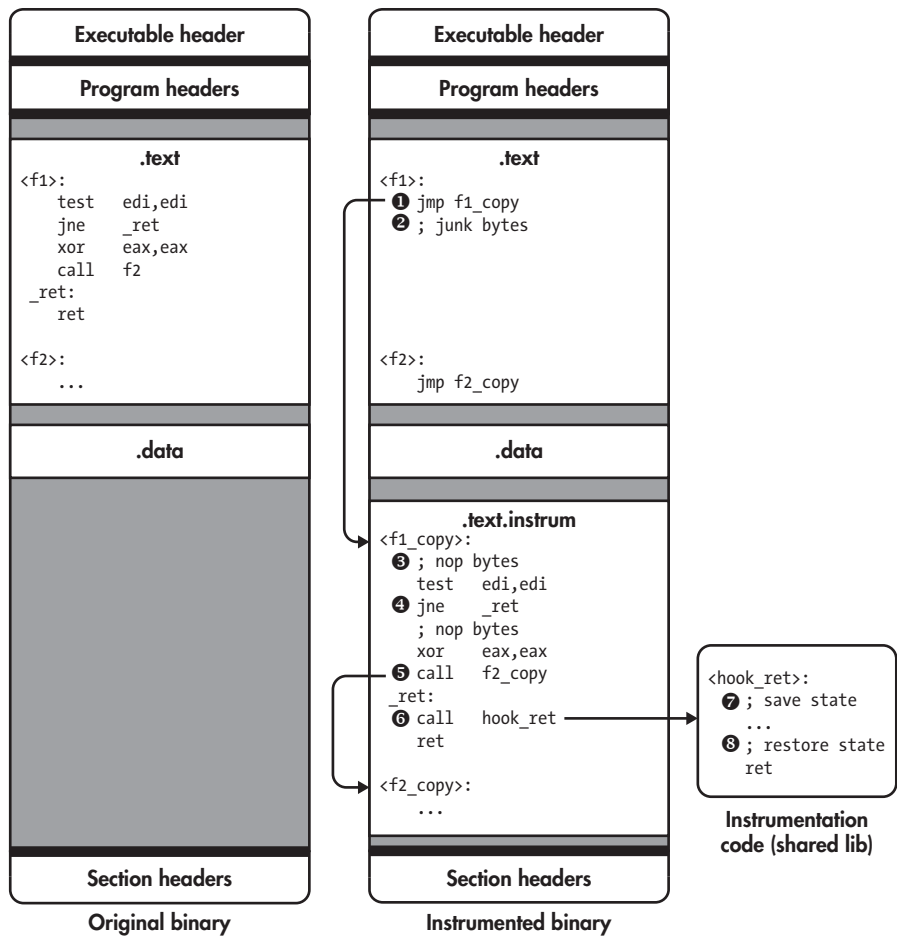 Executable header
Program headers
.text
<f1>:
test edi,edi
jne _ret
xor eax,eax
call f2
_ret:
ret
<f2>:
...
.data
Section headers
Original binary
Executable header
Program headers
.text
<f1>:
❶ jmp f1_copy
❷ ; junk bytes
<f2>:
jmp f2_copy
.data
.text.instrum
<f1_copy>:
❸ ; nop bytes
test edi,edi
❹ jne _ret
; nop bytes
xor eax,eax
❺ call f2_copy
_ret:
❻ call hook_ret
ret
<f2_copy>:
...
Section headers
Instrumented binary
<hook_ret>:
❼ ; save state
...
❽ ; restore state
ret
Instrumentation
code (shared lib)